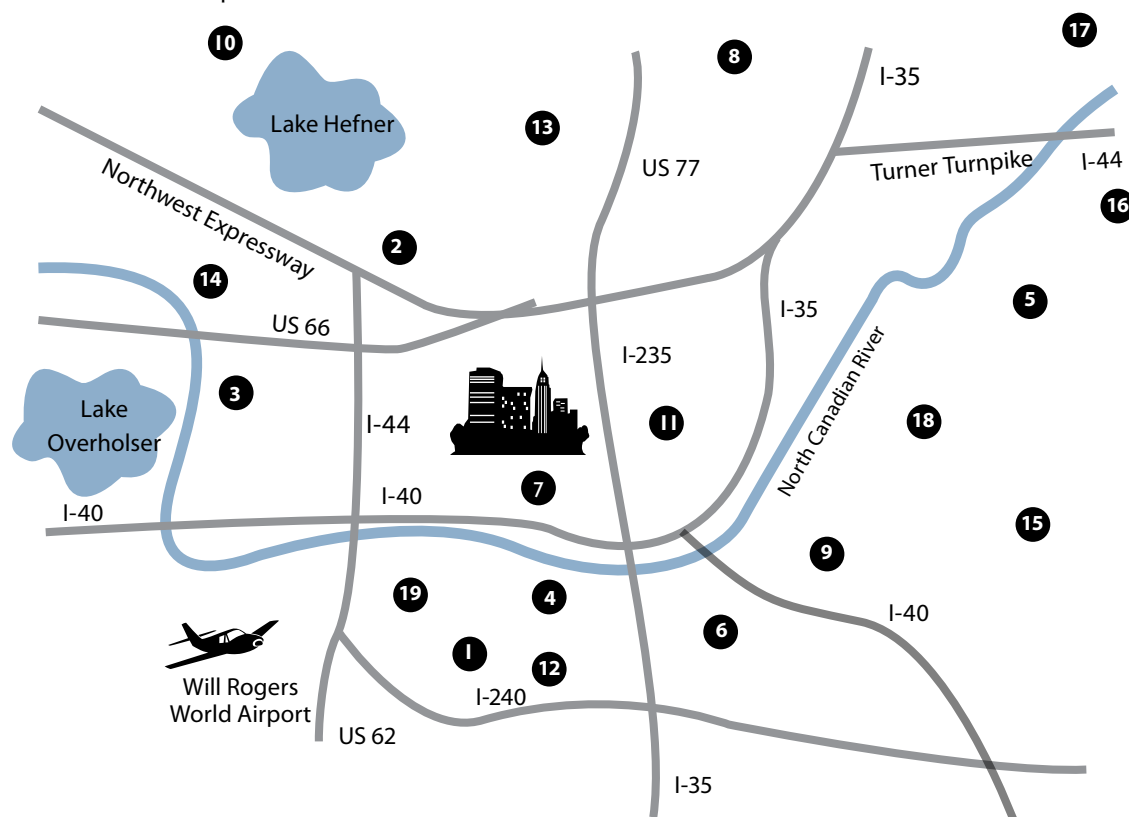 10
17
8
I-35
Lake Hefner
13
US 77
Turner Turnpike
I-44
Northwest Expressway
16
2
14
5
I-35
US 66
I-235
3
Lake
Overholser
I-44
11
18
North Canadian River
7
I-40
I-40
15
9
19
4
I-40
6
1
12
Will Rogers
World Airport
I-240
US 62
I-35